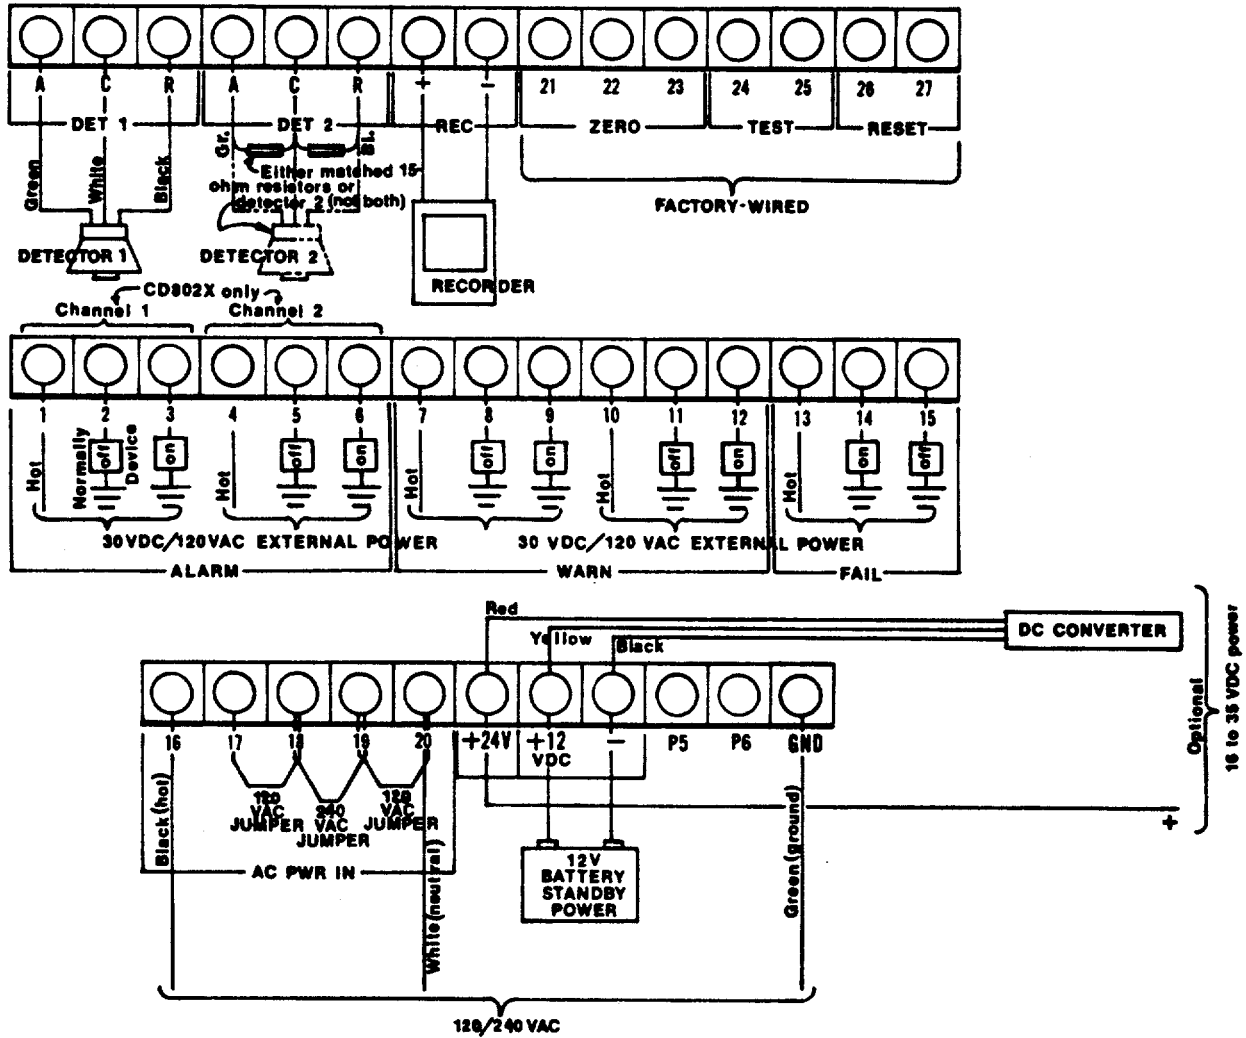 A C R A C R + - 21 22 23 24 25 26 27
DET 1 DET 2 REC ZERO TEST RESET
Green White Black Gr. Bl.
Either matched 15
ohm resistors or
detector 2 (not both)
FACTORY-WIRED
DETECTOR 1 DETECTOR 2
RECORDER
CD802X only
Channel 1 Channel 2
1 2 3 4 5 6 7 8 9 10 11 12 13 14 15
Hot Normally off Device on Hot off on Hot off on Hot off on Hot on off
30VDC/120VAC EXTERNAL POWER 30 VDC/120 VAC EXTERNAL POWER
ALARM WARN FAIL
Red
Yellow
Black
DC CONVERTER
16 17 18 19 20 +24V +12 - P5 P6 GND
VDC
120
VAC
JUMPER
240
VAC
JUMPER
120
VAC
JUMPER
Black (hot)
AC PWR IN
White (neutral)
12V
BATTERY
STANDBY
POWER
Green (ground)
+
Optional
16 to 35 VDC power
120/240 VAC